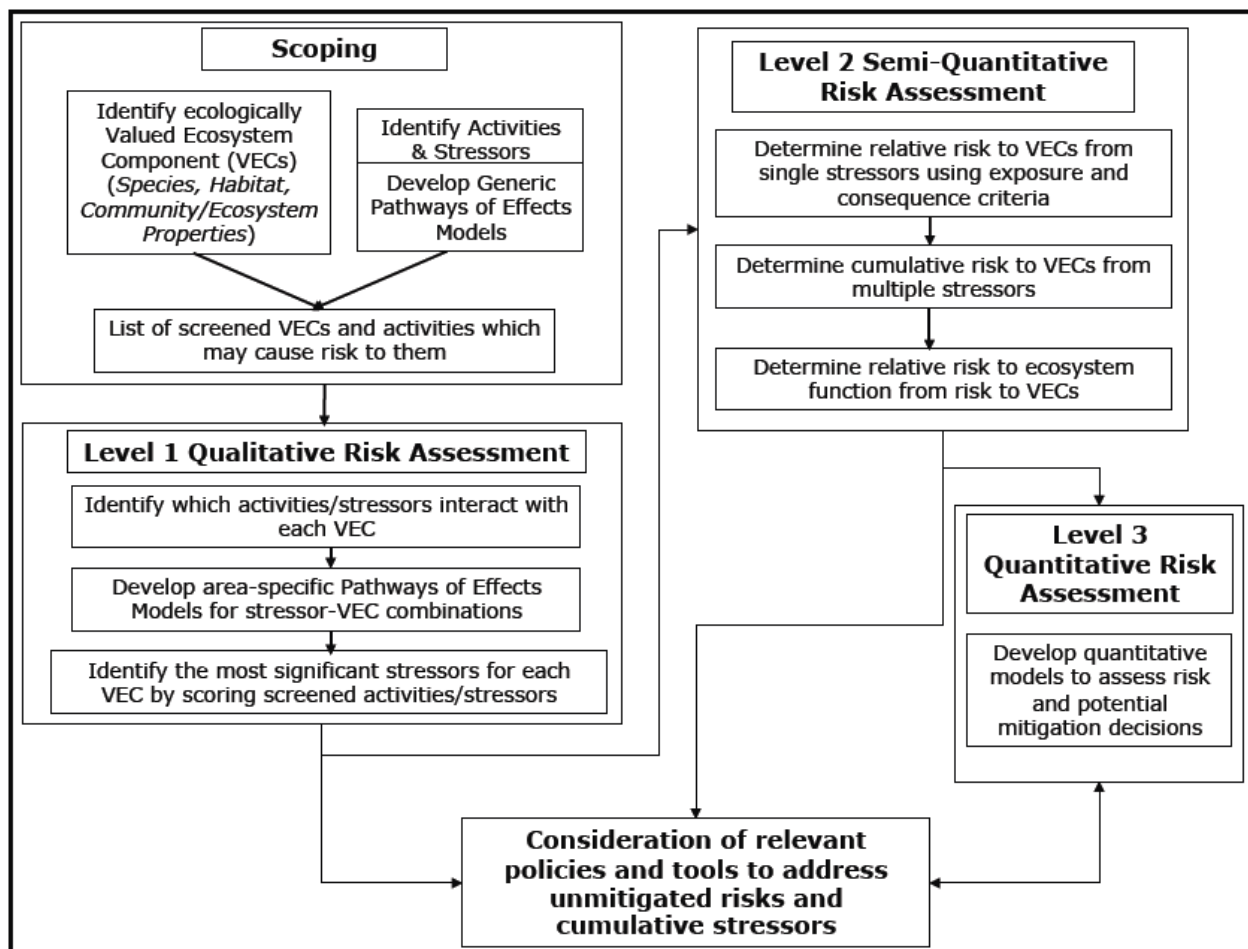 Scoping
Identify ecologically
Valued Ecosystem
Component (VECs)
(Species, Habitat,
Community/Ecosystem
Properties)
Identify Activities
& Stressors
Develop Generic
Pathways of Effects
Models
List of screened VECs and activities which
may cause risk to them
Level 1 Qualitative Risk Assessment
Identify which activities/stressors interact with
each VEC
Develop area-specific Pathways of Effects
Models for stressor-VEC combinations
Identify the most significant stressors for each
VEC by scoring screened activities/stressors
Level 2 Semi-Quantitative
Risk Assessment
Determine relative risk to VECs from
single stressors using exposure and
consequence criteria
Determine cumulative risk to VECs from
multiple stressors
Determine relative risk to ecosystem
function from risk to VECs
Level 3
Quantitative Risk
Assessment
Develop quantitative
models to assess risk
and potential
mitigation decisions
Consideration of relevant
policies and tools to address
unmitigated risks and
cumulative stressors